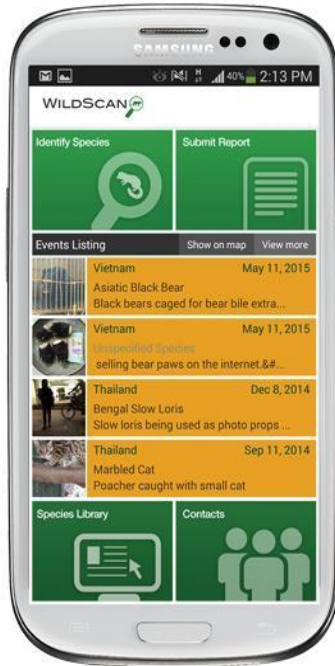 SAMSUNG
H 40% 2:13 PM
WILDSCAN
Identify Species Submit Report
Events Listing Show on map View more
Vietnam May 11, 2015
Asiatic Black Bear
Black bears caged for bear bile extra...
Vietnam May 11, 2015
Unspecified Species
selling bear paws on the internet.&#...
Thailand Dec 8, 2014
Bengal Slow Loris
Slow loris being used as photo props ...
Thailand Sep 11, 2014
Marbled Cat
Poacher caught with small cat
Species Library Contacts